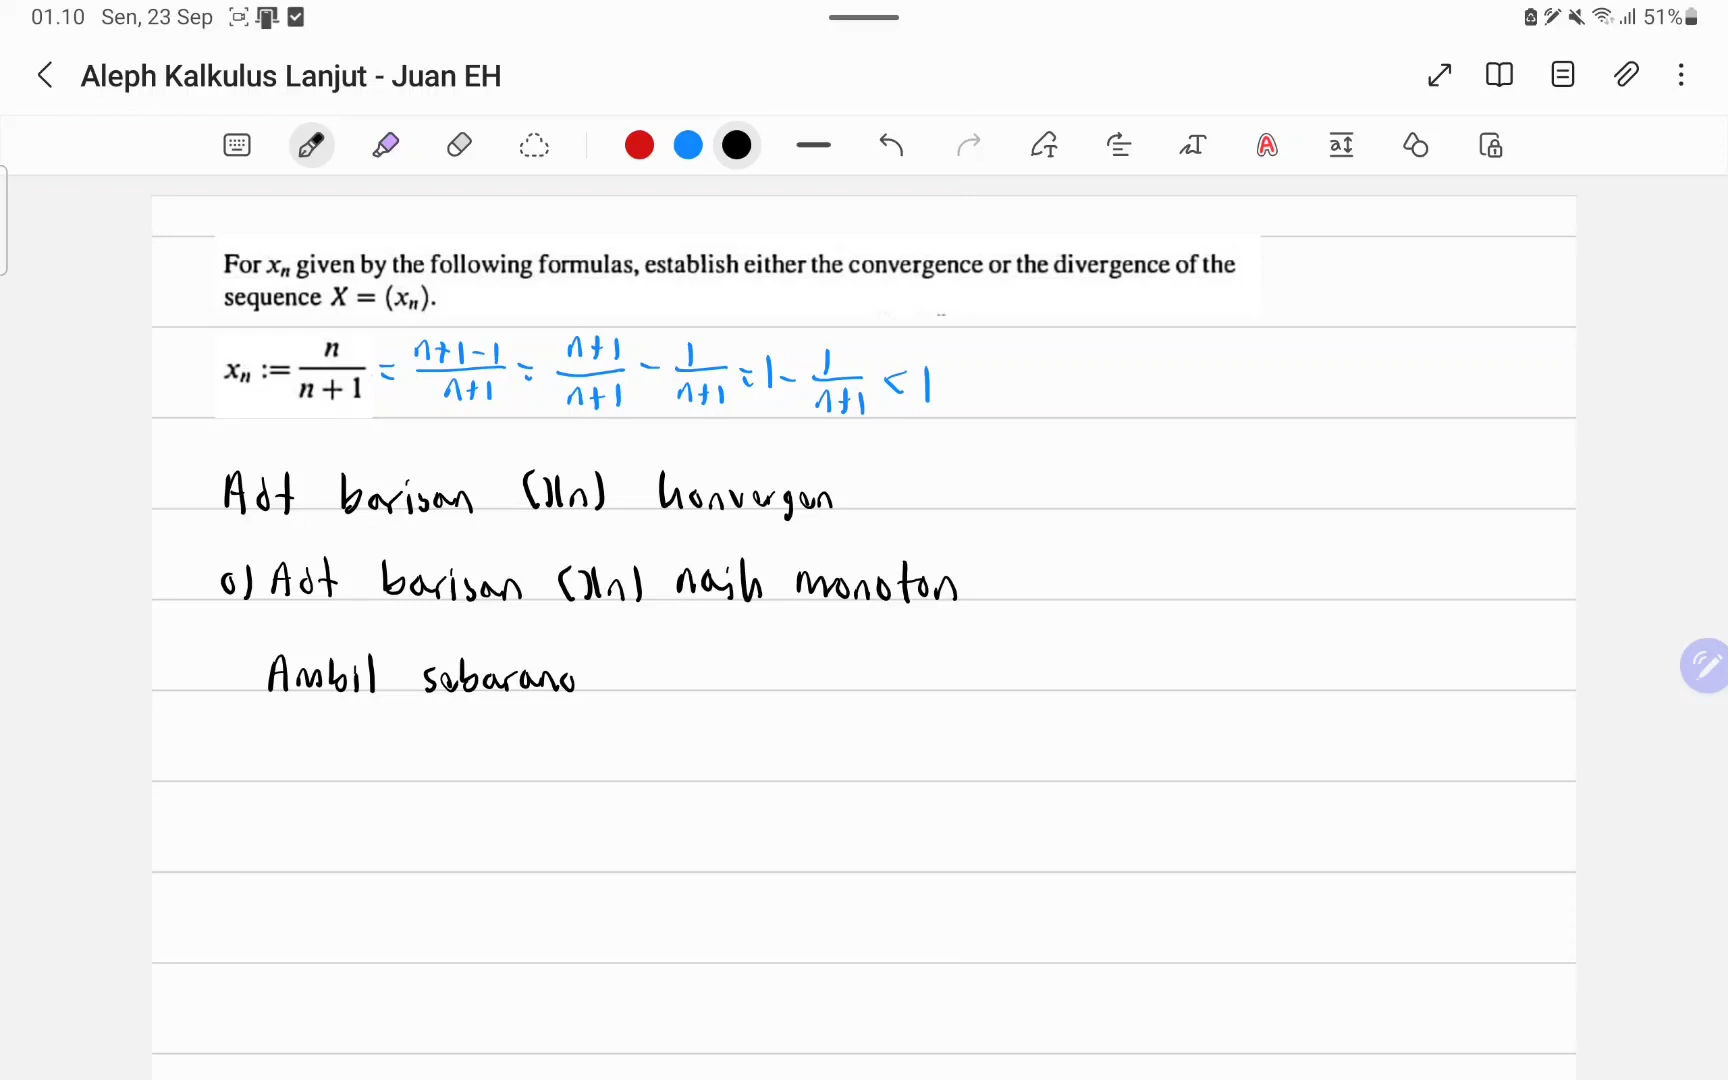 01.10 Sen, 23 Sep 51%
Aleph Kalkulus Lanjut - Juan EH
For xₙ given by the following formulas, establish either the convergence or the divergence of the
sequence X = (xₙ).
xₙ := n/(n + 1) = (n+1-1)/(n+1) = (n+1)/(n+1) - 1/(n+1) = 1 - 1/(n+1) < 1
Adt barisan (xn) konvergen
o) Adt barisan (xn) naik monoton
Ambil sebarang